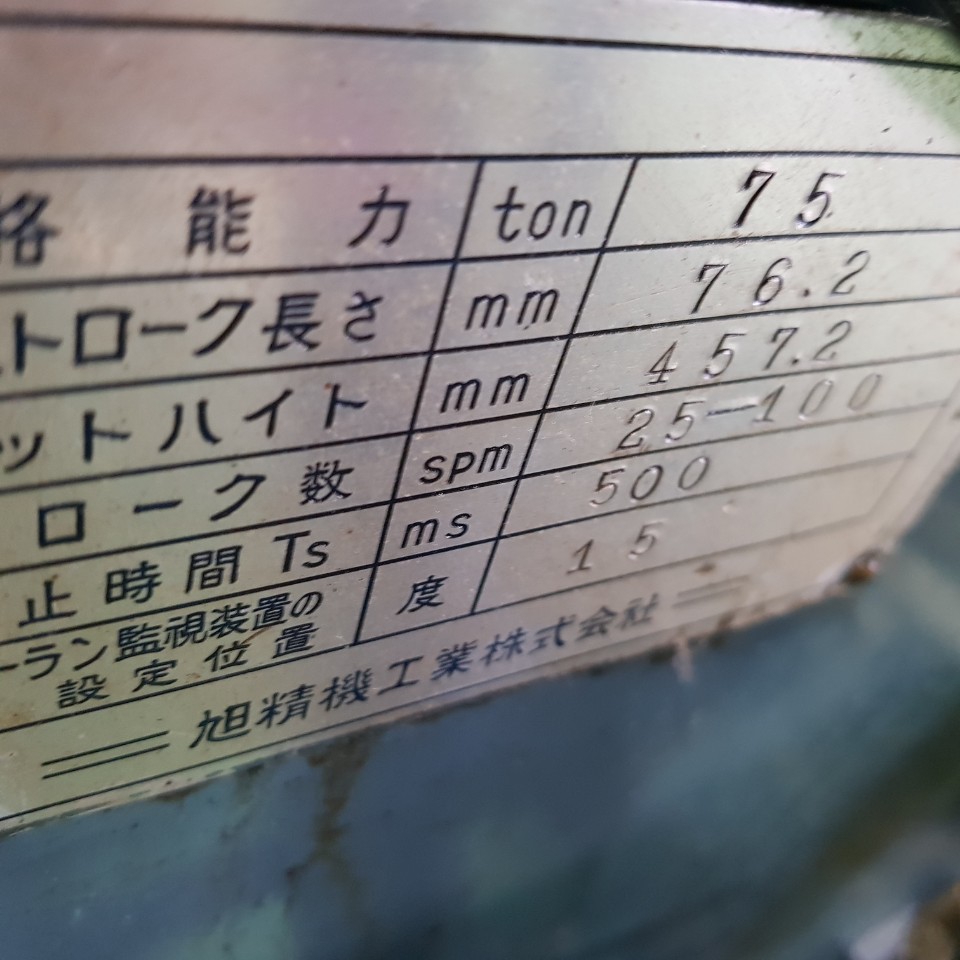 格能力 ton 75
トローク長さ mm 76.2
ットハイト mm 457.2
ローク数 spm 25-100
止時間 Ts ms 500
ーラン監視装置の設定位置 度 15
旭精機工業株式会社